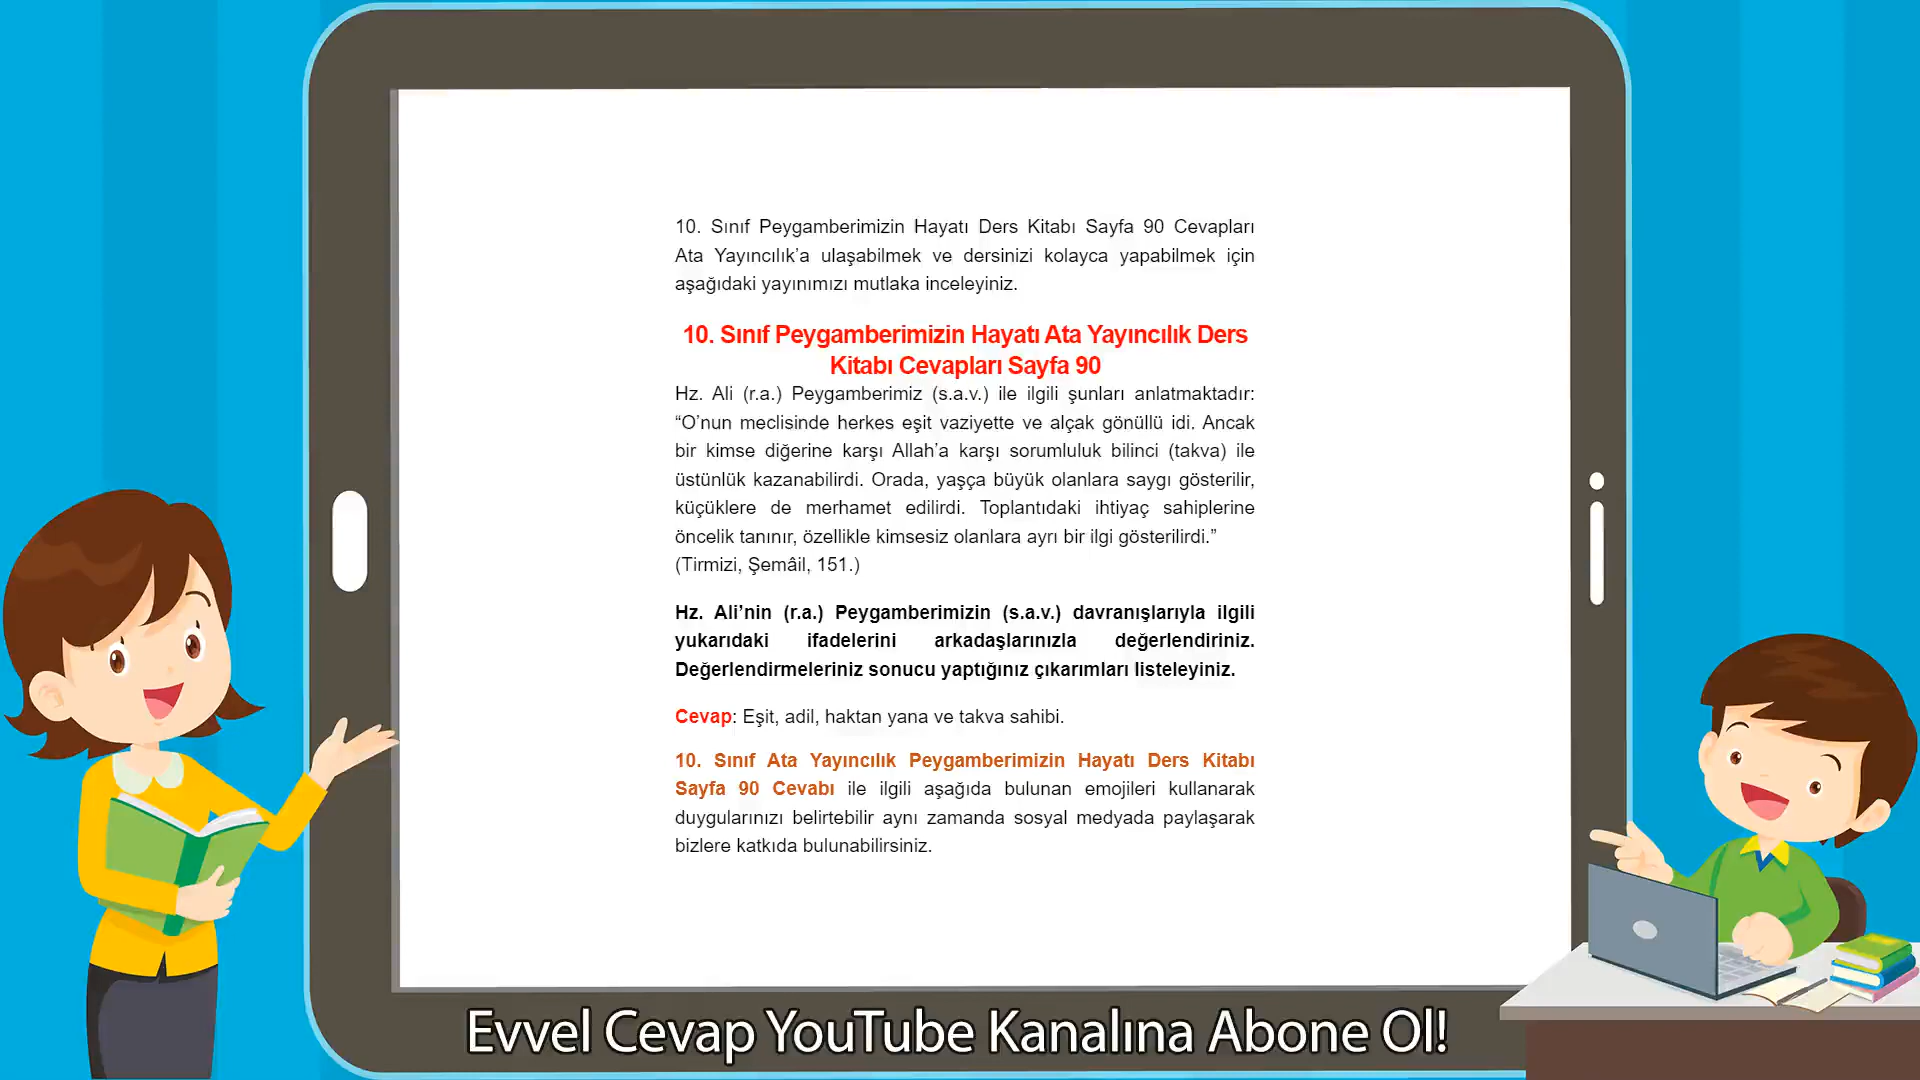 10. Sınıf Peygamberimizin Hayatı Ders Kitabı Sayfa 90 Cevapları
Ata Yayıncılık’a ulaşabilmek ve dersinizi kolayca yapabilmek için
aşağıdaki yayınımızı mutlaka inceleyiniz.
10. Sınıf Peygamberimizin Hayatı Ata Yayıncılık Ders
Kitabı Cevapları Sayfa 90
Hz. Ali (r.a.) Peygamberimiz (s.a.v.) ile ilgili şunları anlatmaktadır:
“O’nun meclisinde herkes eşit vaziyette ve alçak gönüllü idi. Ancak
bir kimse diğerine karşı Allah’a karşı sorumluluk bilinci (takva) ile
üstünlük kazanabilirdi. Orada, yaşça büyük olanlara saygı gösterilir,
küçüklere de merhamet edilirdi. Toplantıdaki ihtiyaç sahiplerine
öncelik tanınır, özellikle kimsesiz olanlara ayrı bir ilgi gösterilirdi.”
(Tirmizi, Şemâil, 151.)
Hz. Ali’nin (r.a.) Peygamberimizin (s.a.v.) davranışlarıyla ilgili
yukarıdaki ifadelerini arkadaşlarınızla değerlendiriniz.
Değerlendirmeleriniz sonucu yaptığınız çıkarımları listeleyiniz.
Cevap: Eşit, adil, haktan yana ve takva sahibi.
10. Sınıf Ata Yayıncılık Peygamberimizin Hayatı Ders Kitabı
Sayfa 90 Cevabı ile ilgili aşağıda bulunan emojileri kullanarak
duygularınızı belirtebilir aynı zamanda sosyal medyada paylaşarak
bizlere katkıda bulunabilirsiniz.
Evvel Cevap YouTube Kanalına Abone Ol!